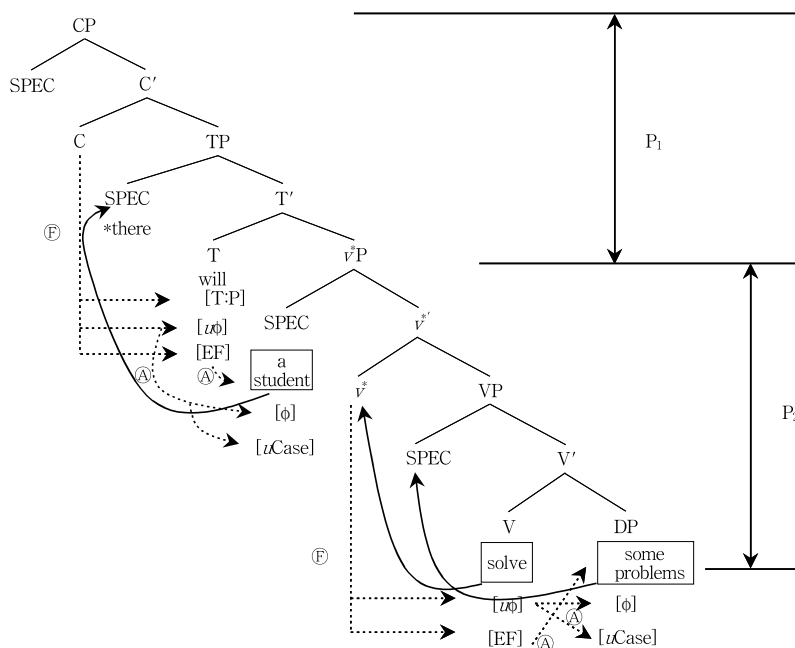 CP
SPEC C′
C TP P₁
SPEC T′
Ⓕ *there
T v*P
will
[T:P] SPEC v*′
[uϕ]
[EF] a
Ⓐ Ⓐ student v* VP
[ϕ] P
[uCase] SPEC V′
V DP
Ⓕ solve some
problems
[uϕ] [ϕ]
Ⓐ
[EF] Ⓐ [uCase]